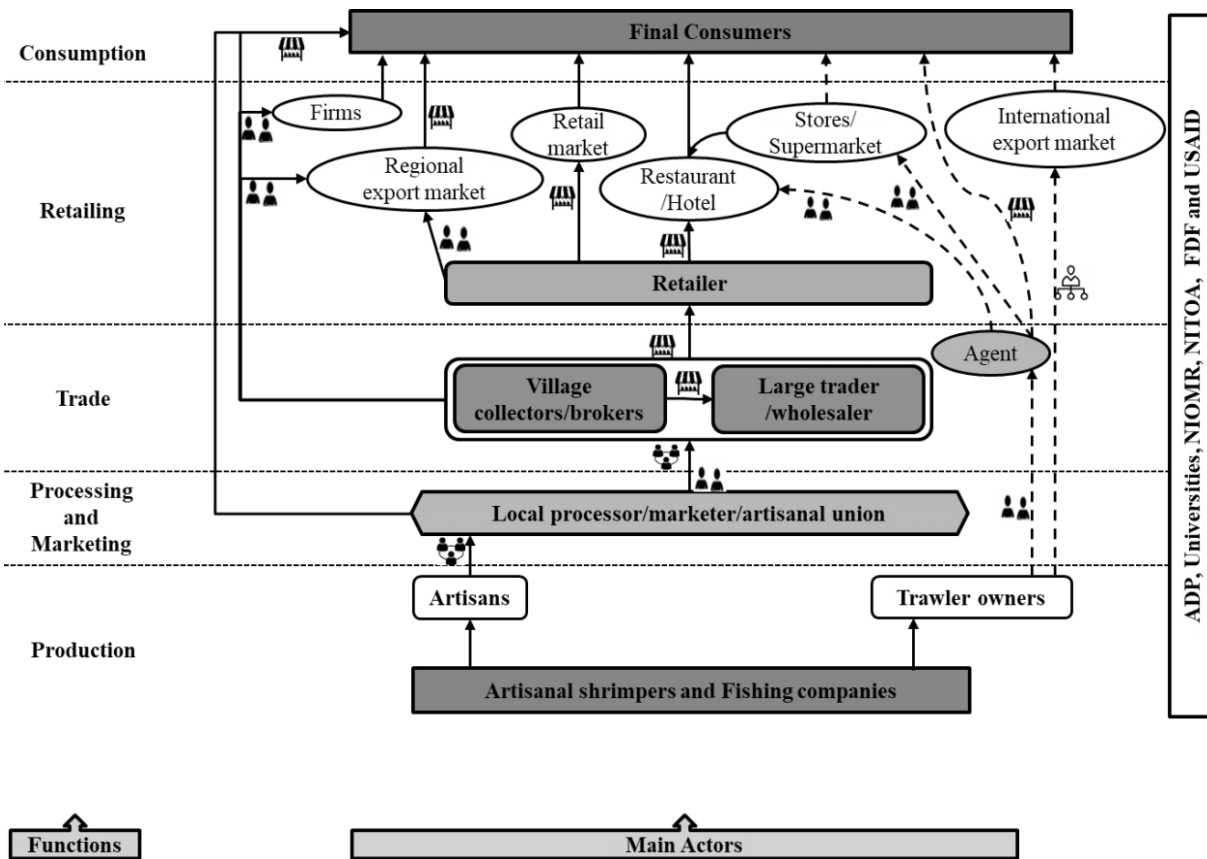 Consumption
Final Consumers
Retailing
Firms
Regional
export market
Retail
market
Restaurant
/Hotel
Stores/
Supermarket
International
export market
Retailer
Trade
Village
collectors/brokers
Large trader
/wholesaler
Agent
Processing
and
Marketing
Local processor/marketer/artisanal union
Production
Artisans
Trawler owners
Artisanal shrimpers and Fishing companies
ADP, Universities, NIOMR, NITOA, FDF and USAID
Functions
Main Actors